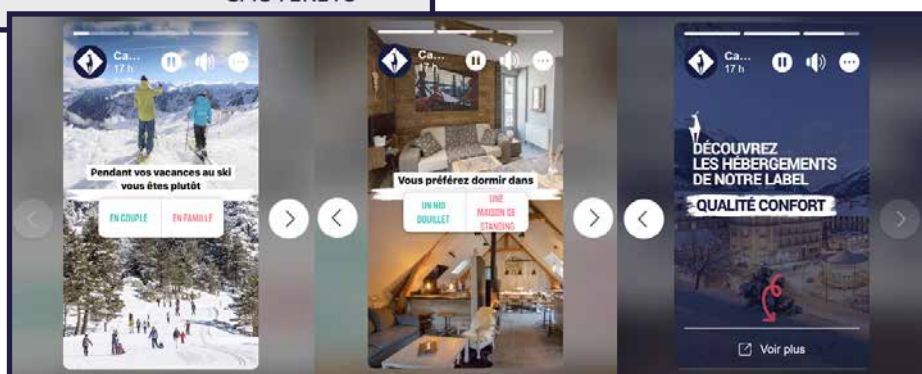 Ca...
17 h
Pendant vos vacances au ski
vous êtes plutôt
EN COUPLE
EN FAMILLE
Ca...
17 h
Vous préférez dormir dans
UN NID
DOUILLET
UNE
MAISON DE
STANDING
Ca...
17 h
DÉCOUVREZ
LES HÉBERGEMENTS
DE NOTRE LABEL
QUALITÉ CONFORT
Voir plus